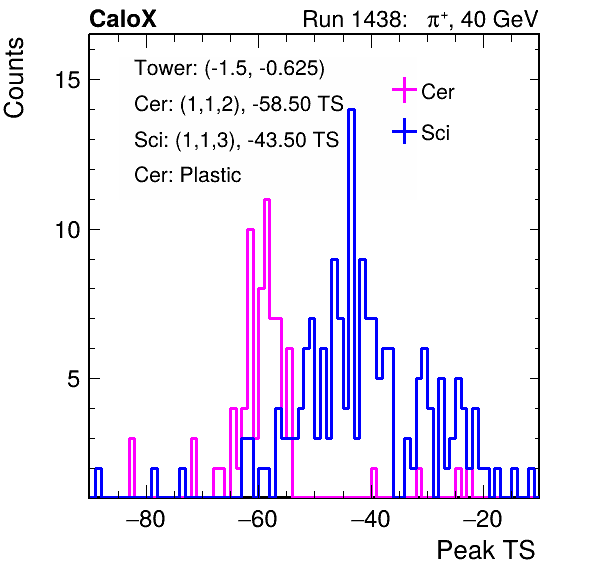 CaloX Run 1438: π⁺, 40 GeV
Counts
Tower: (-1.5, -0.625)
Cer: (1,1,2), -58.50 TS
Sci: (1,1,3), -43.50 TS
Cer: Plastic
Cer
Sci
15
10
5
−80 −60 −40 −20
Peak TS